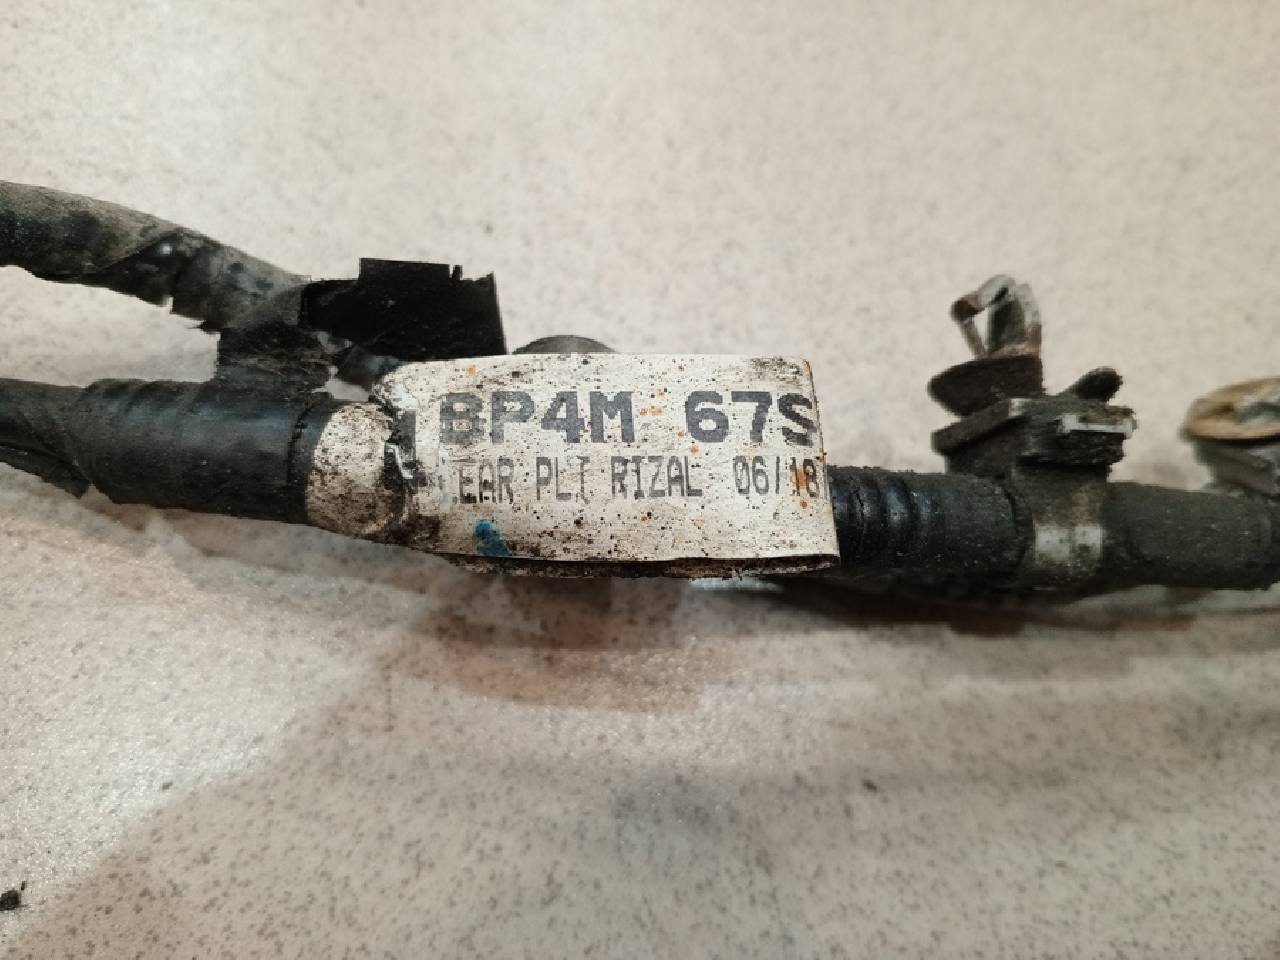 BP4M 67S
EAR PLT RIZAL 06/18